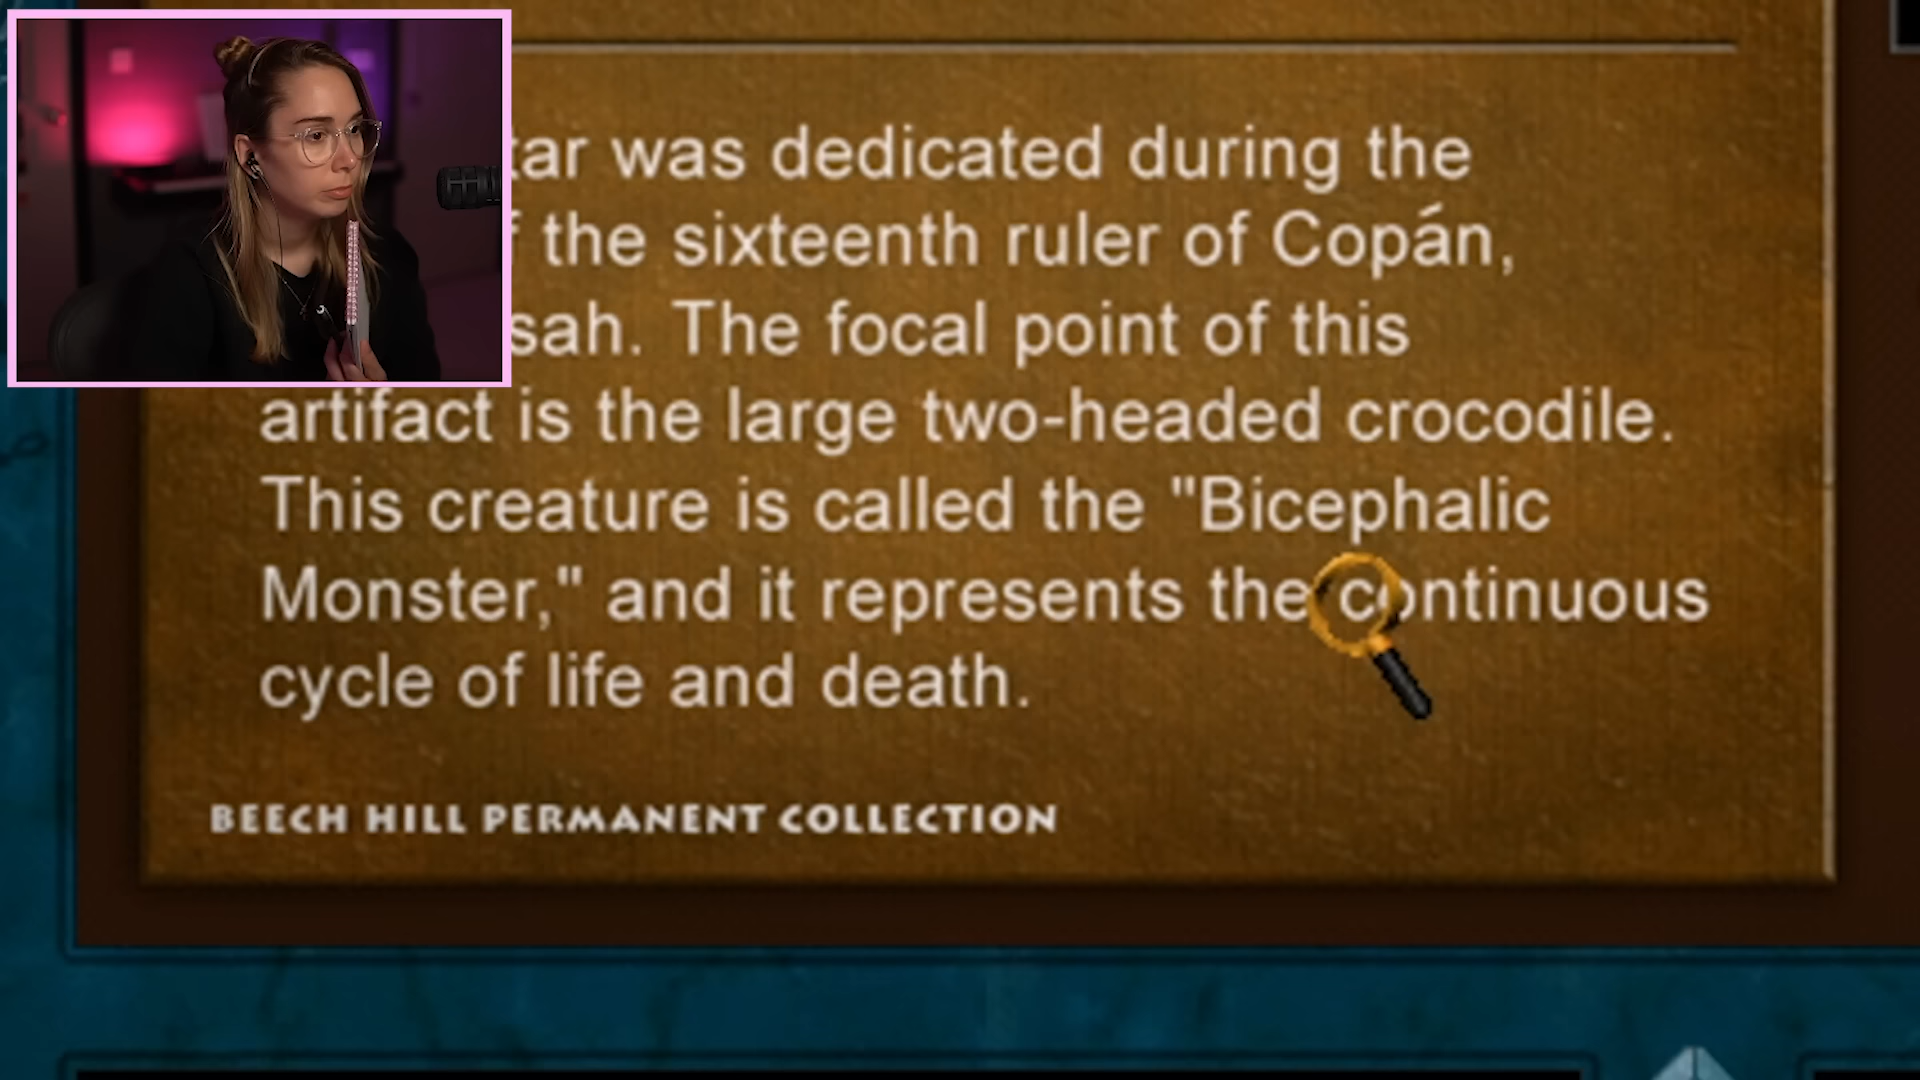 was dedicated during the
the sixteenth ruler of Copán,
The focal point of this
artifact is the large two-headed crocodile.
This creature is called the "Bicephalic
Monster," and it represents the continuous
cycle of life and death.
BEECH HILL PERMANENT COLLECTION